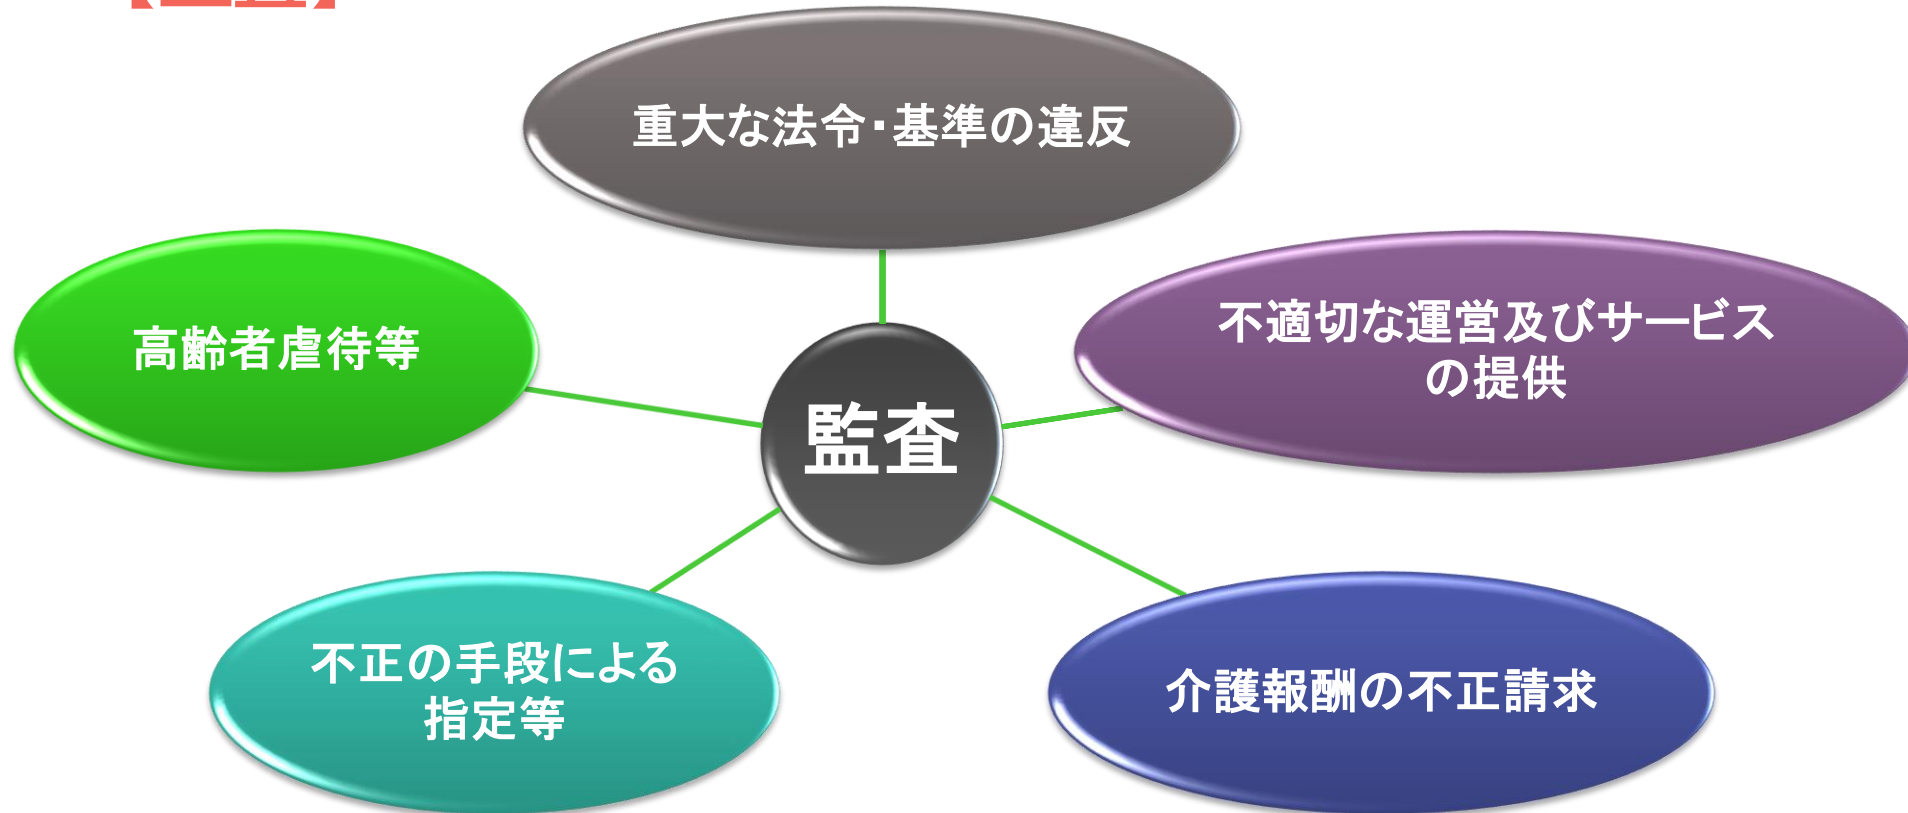 重大な法令・基準の違反
高齢者虐待等
不適切な運営及びサービス
の提供
監査
不正の手段による
指定等
介護報酬の不正請求